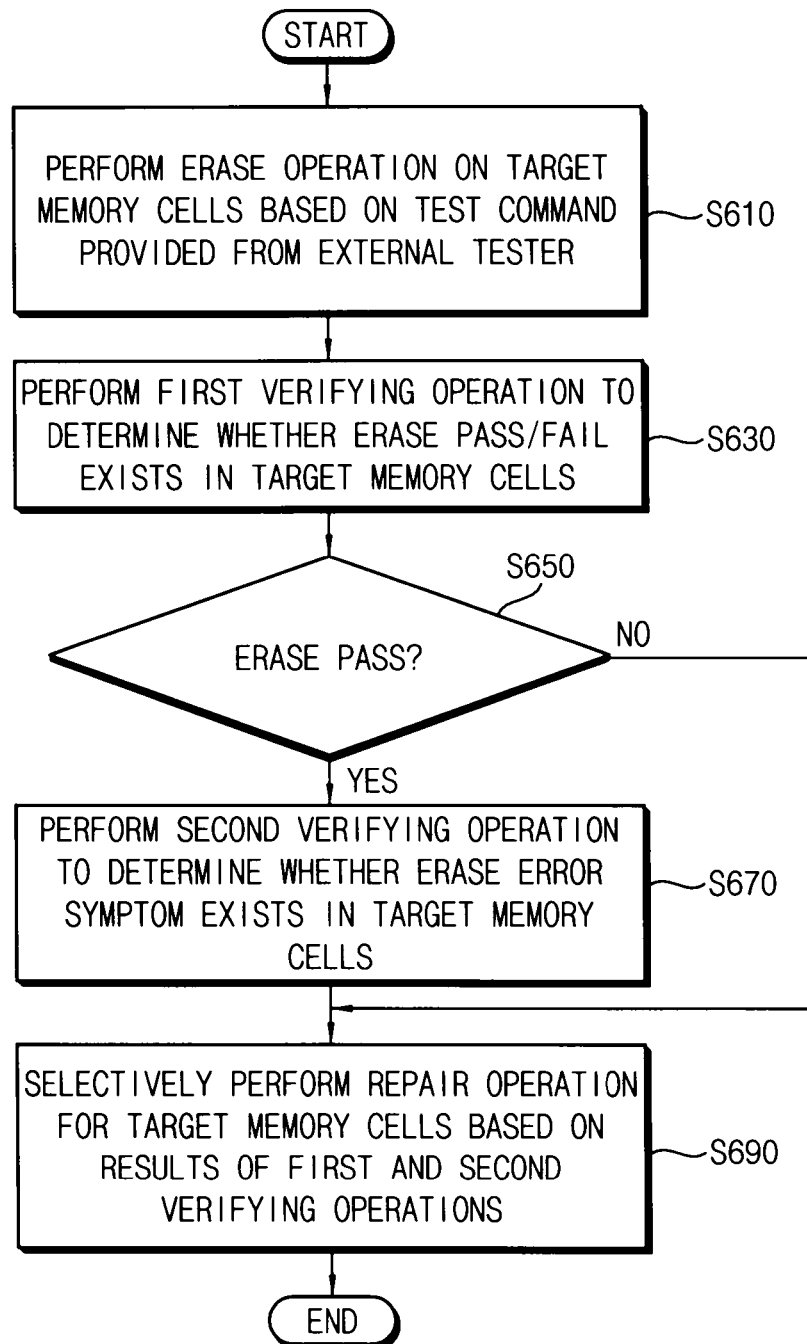 START
PERFORM ERASE OPERATION ON TARGET
MEMORY CELLS BASED ON TEST COMMAND
PROVIDED FROM EXTERNAL TESTER
S610
PERFORM FIRST VERIFYING OPERATION TO
DETERMINE WHETHER ERASE PASS/FAIL
EXISTS IN TARGET MEMORY CELLS
S630
S650
ERASE PASS?
NO
YES
PERFORM SECOND VERIFYING OPERATION
TO DETERMINE WHETHER ERASE ERROR
SYMPTOM EXISTS IN TARGET MEMORY
CELLS
S670
SELECTIVELY PERFORM REPAIR OPERATION
FOR TARGET MEMORY CELLS BASED ON
RESULTS OF FIRST AND SECOND
VERIFYING OPERATIONS
S690
END